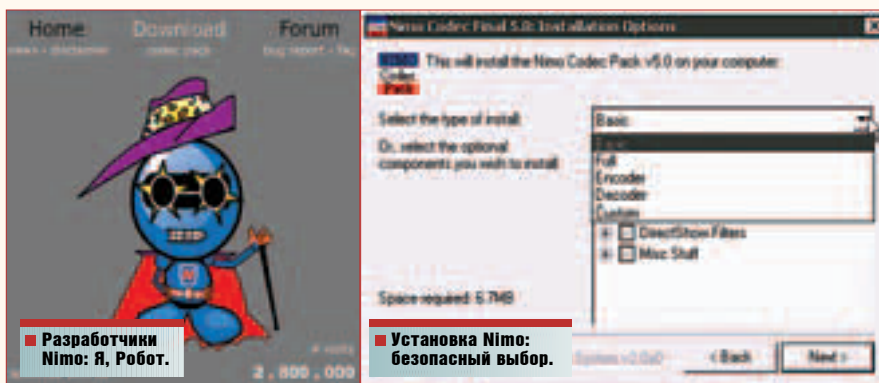 Home
Download
Forum
codec pack
bug report - faq
Разработчики
Nimo: Я, Робот.
2.800.000
Nimo Codec Final 5.0: Installation Options
This will install the Nimo Codec Pack v5.0 on your computer
Codec
Pack
Select the type of install:
Basic
Or, select the optional
components you wish to install:
Full
Encoder
Decoder
Custom
DirectShow Filters
Misc Stuff
Space required: 6.7MB
< Back
Next >
Установка Nimo:
безопасный выбор.